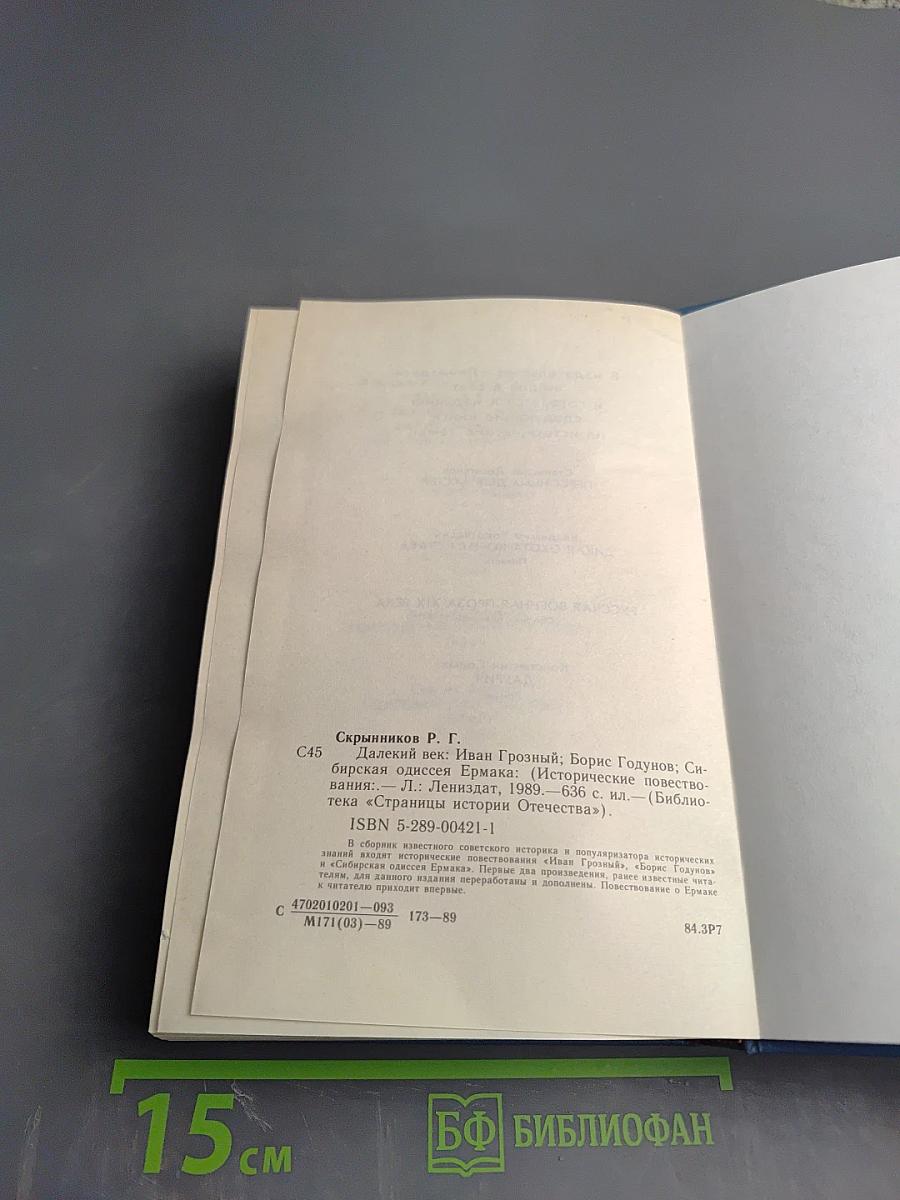 Скрынников Р. Г.
С45 Далекий век: Иван Грозный; Борис Годунов; Си-
бирская одиссея Ермака: (Исторические повество-
вания:.— Л.: Лениздат, 1989.—636 с. ил.— (Библио-
тека «Страницы истории Отечества»).
ISBN 5-289-00421-1
В сборник известного советского историка и популяризатора исторических
знаний входят исторические повествования «Иван Грозный», «Борис Годунов»
и «Сибирская одиссея Ермака». Первые два произведения, ранее известные чита-
телям, для данного издания переработаны и дополнены. Повествование о Ермаке
к читателю приходит впервые.
С 4702010201—093
М171(03)—89 173—89
84.3Р7
15 см
БФ БИБЛИОФАН